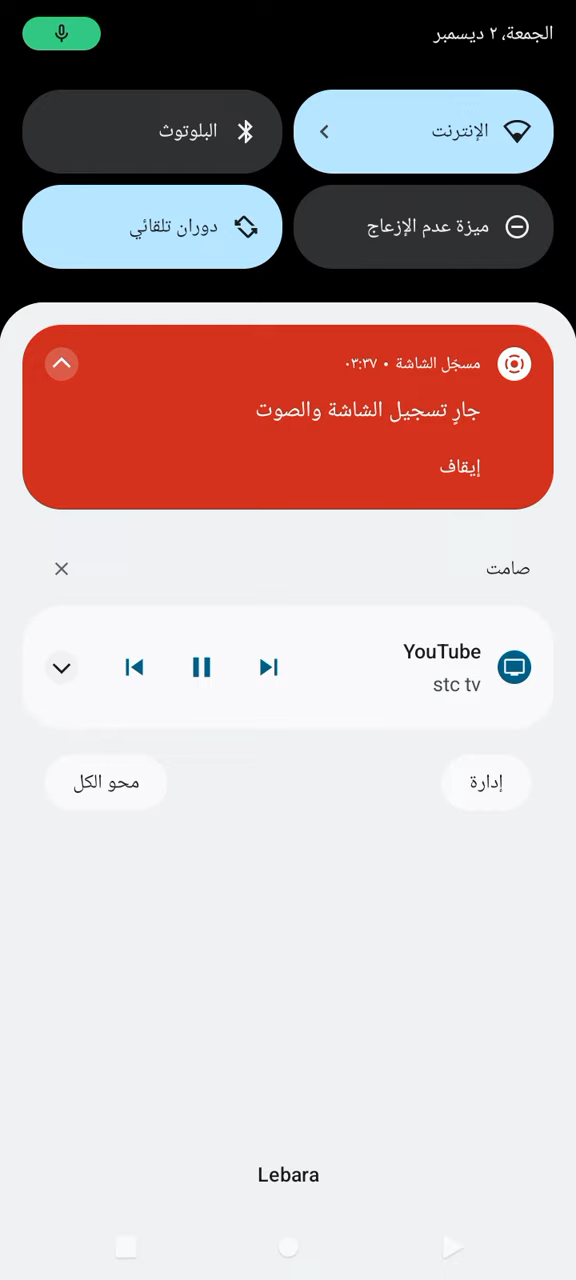 الجمعة، ٢ ديسمبر
الإنترنت
البلوتوث
ميزة عدم الإزعاج
دوران تلقائي
مسجّل الشاشة • ٠٣:٣٧
جارٍ تسجيل الشاشة والصوت
إيقاف
صامت
YouTube
stc tv
إدارة
محو الكل
Lebara